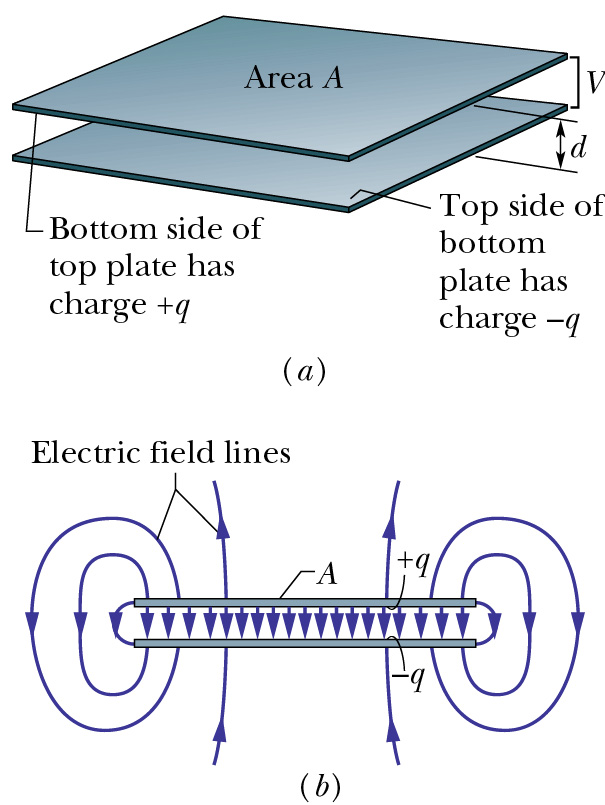 Area A
V
d
Bottom side of
top plate has
charge +q
Top side of
bottom
plate has
charge –q
(a)
Electric field lines
A
+q
–q
(b)